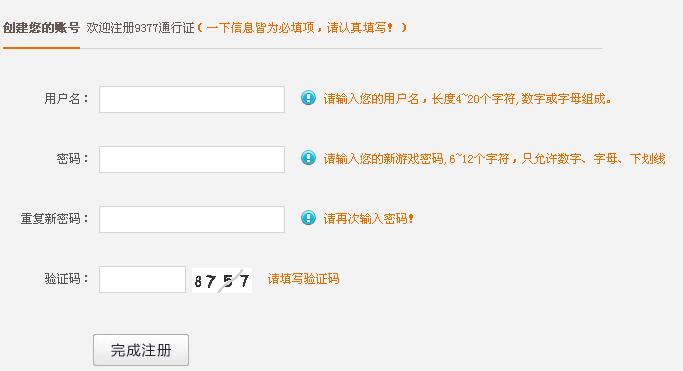 创建您的账号 欢迎注册9377通行证（一下信息皆为必填项，请认真填写！）
用户名： 请输入您的用户名，长度4~20个字符,数字或字母组成。
密码： 请输入您的新游戏密码,6~12个字符，只允许数字、字母、下划线
重复新密码： 请再次输入密码!
验证码： 8757 请填写验证码
完成注册